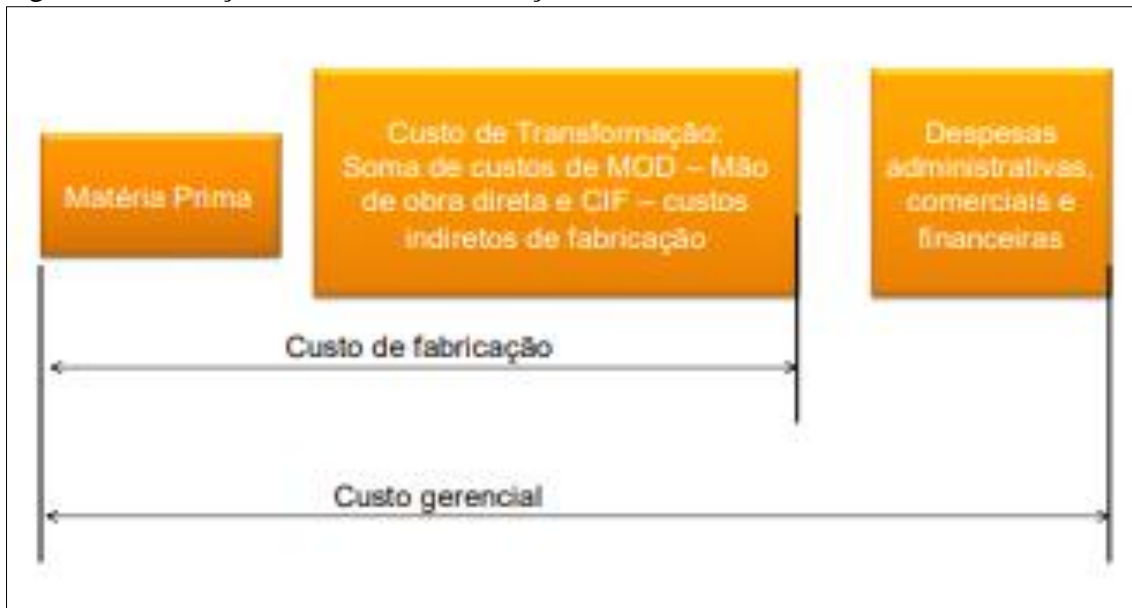 Matéria Prima
Custo de Transformação:
Soma de custos de MOD – Mão
de obra direta e CIF – custos
indiretos de fabricação
Despesas
administrativas,
comerciais e
financeiras
Custo de fabricação
Custo gerencial